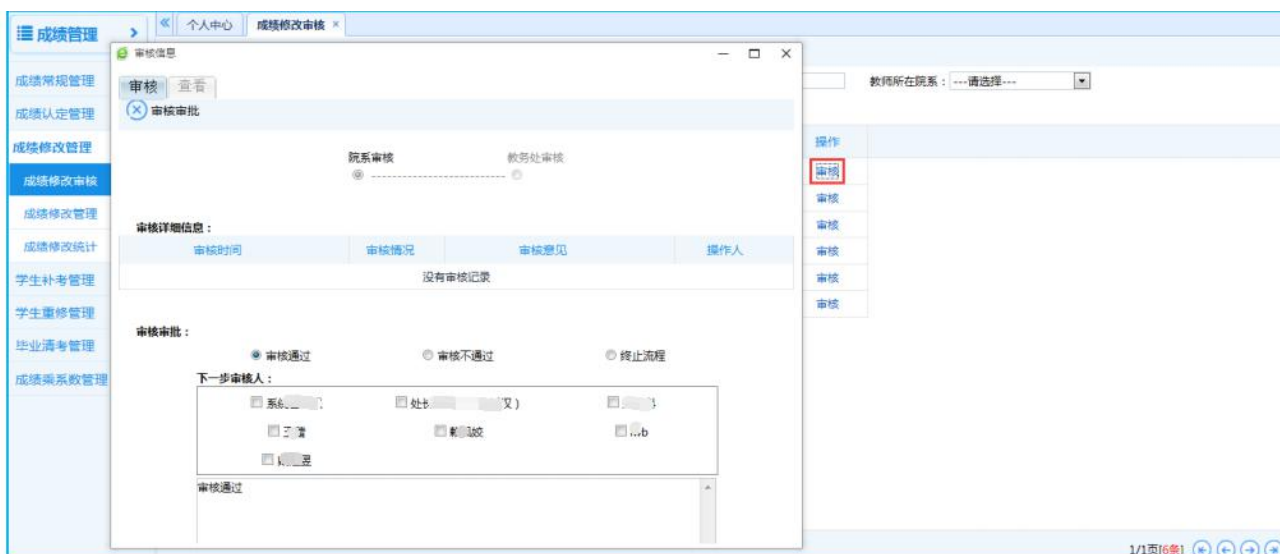 成绩管理
个人中心
成绩修改审核
审核信息
成绩常规管理
成绩认定管理
成绩修改管理
成绩修改审核
成绩修改管理
成绩修改统计
学生补考管理
学生重修管理
毕业清考管理
成绩乘系数管理
审核 查看
审核审批
院系审核 教务处审核
审核详细信息：
审核时间 审核情况 审核意见 操作人
没有审核记录
审核审批：
审核通过 审核不通过 终止流程
下一步审核人：
审核通过
教师所在院系： ---请选择---
操作
审核
审核
审核
审核
审核
审核
1/1页[6条]